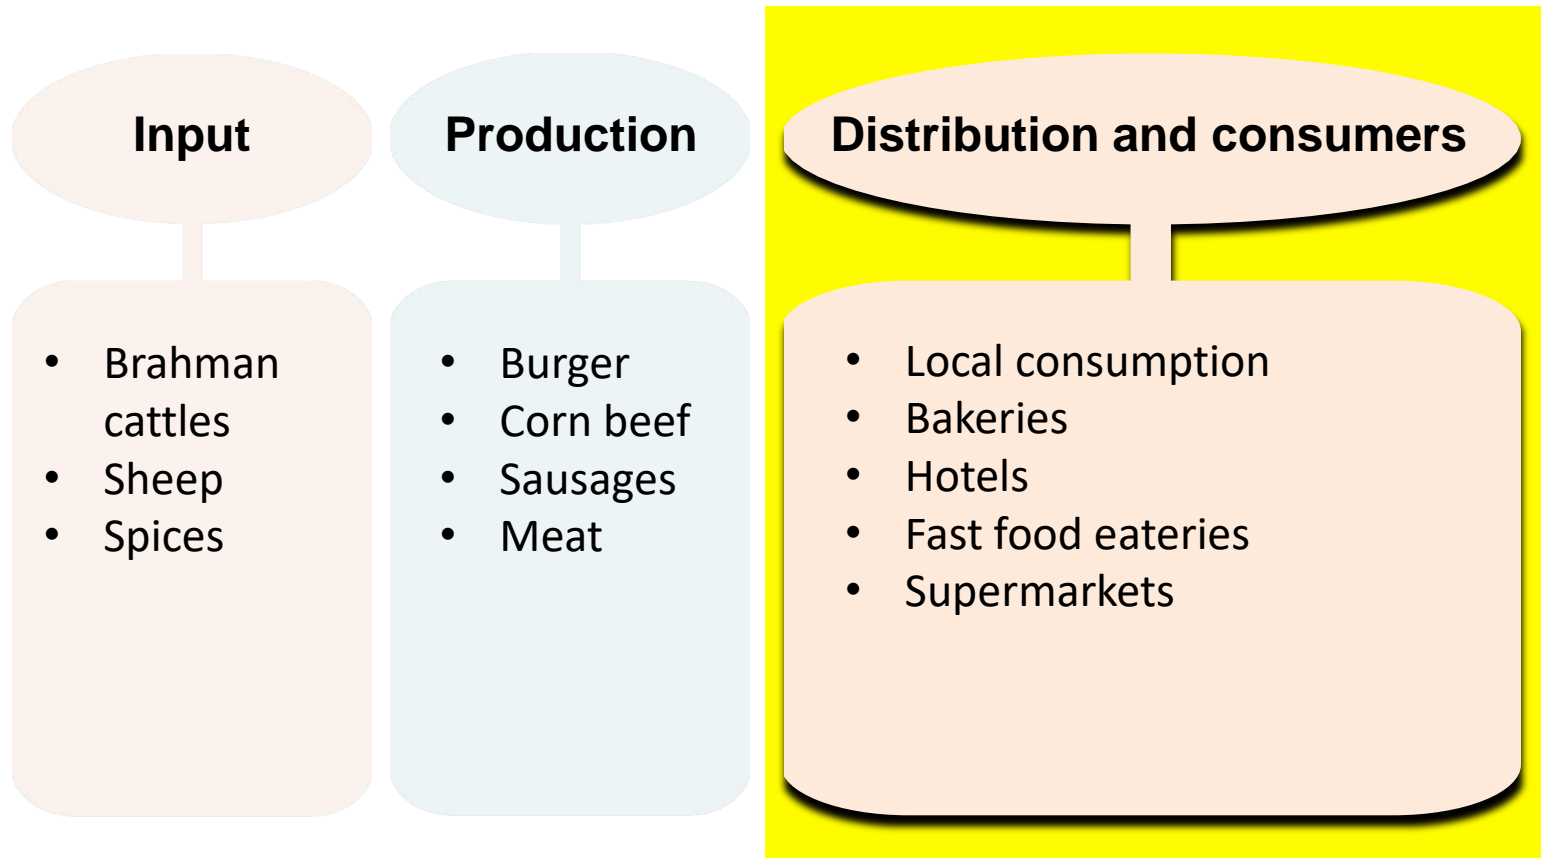 Input
Brahman
cattles
Sheep
Spices
Production
Burger
Corn beef
Sausages
Meat
Distribution and consumers
Local consumption
Bakeries
Hotels
Fast food eateries
Supermarkets